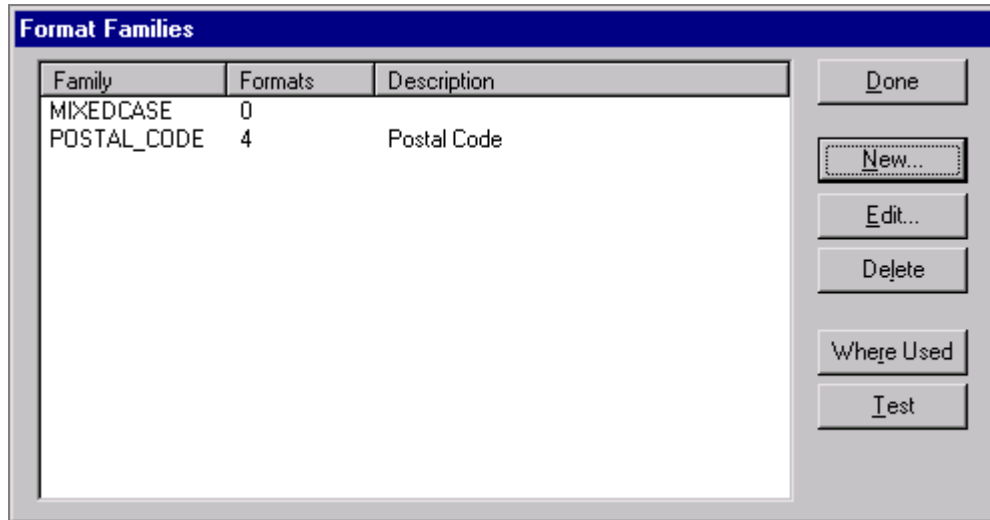 Format Families
Family Formats Description
MIXEDCASE 0
POSTAL_CODE 4 Postal Code
Done
New...
Edit...
Delete
Where Used
Test